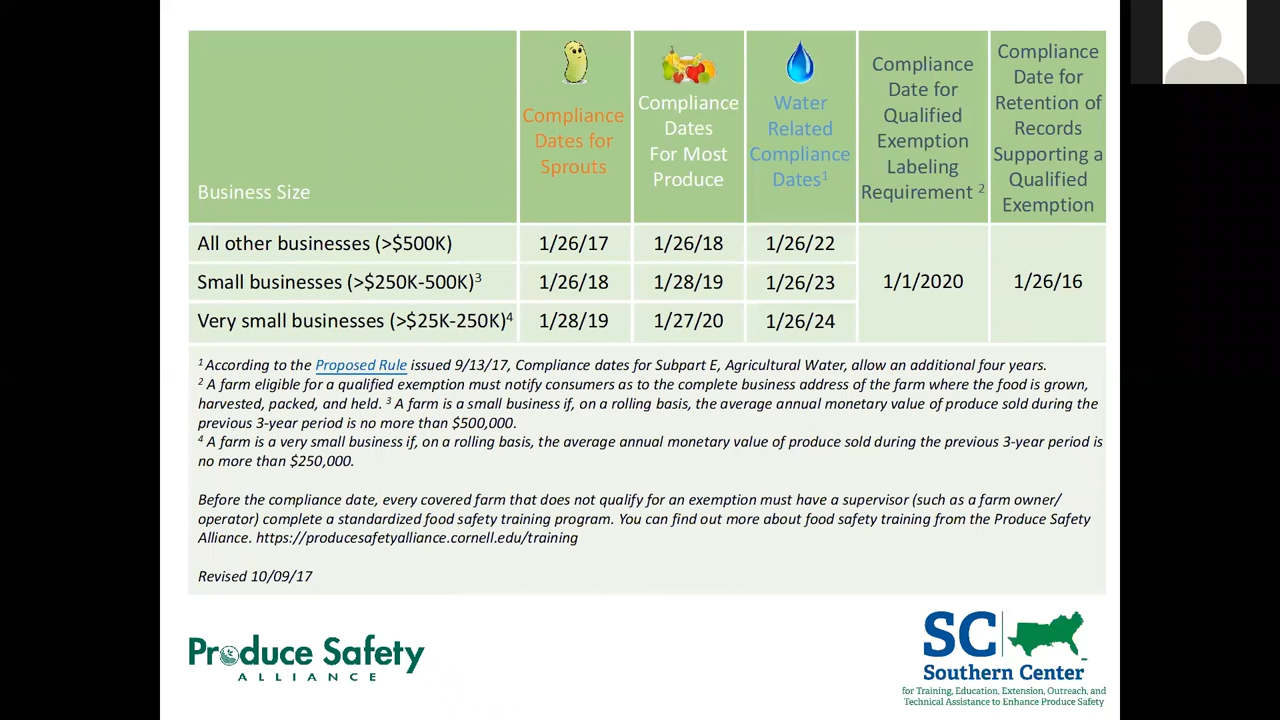 Business Size
Compliance
Dates for
Sprouts
Compliance
Dates
For Most
Produce
Water
Related
Compliance
Dates1
Compliance
Date for
Qualified
Exemption
Labeling
Requirement 2
Compliance
Date for
Retention of
Records
Supporting a
Qualified
Exemption
All other businesses (>$500K) 1/26/17 1/26/18 1/26/22
Small businesses (>$250K-500K)3 1/26/18 1/28/19 1/26/23 1/1/2020 1/26/16
Very small businesses (>$25K-250K)4 1/28/19 1/27/20 1/26/24
1 According to the Proposed Rule issued 9/13/17, Compliance dates for Subpart E, Agricultural Water, allow an additional four years.
2 A farm eligible for a qualified exemption must notify consumers as to the complete business address of the farm where the food is grown,
harvested, packed, and held. 3 A farm is a small business if, on a rolling basis, the average annual monetary value of produce sold during the
previous 3-year period is no more than $500,000.
4 A farm is a very small business if, on a rolling basis, the average annual monetary value of produce sold during the previous 3-year period is
no more than $250,000.
Before the compliance date, every covered farm that does not qualify for an exemption must have a supervisor (such as a farm owner/
operator) complete a standardized food safety training program. You can find out more about food safety training from the Produce Safety
Alliance. https://producesafetyalliance.cornell.edu/training
Revised 10/09/17
Produce Safety
ALLIANCE
SC
Southern Center
for Training, Education, Extension, Outreach, and
Technical Assistance to Enhance Produce Safety